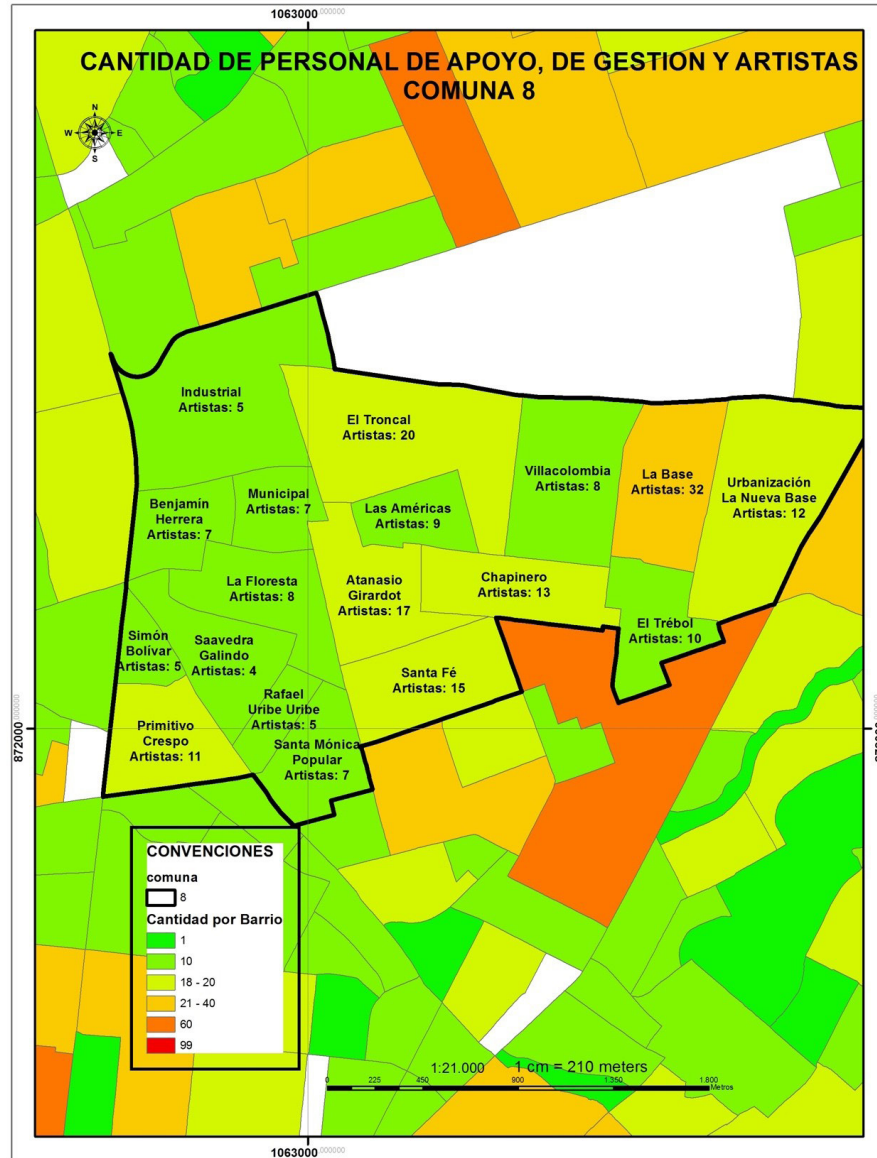 1063000.000000
CANTIDAD DE PERSONAL DE APOYO, DE GESTION Y ARTISTAS
COMUNA 8
N
W E
S
Industrial
Artistas: 5
El Troncal
Artistas: 20
Villacolombia
Artistas: 8
La Base
Artistas: 32
Urbanización
La Nueva Base
Artistas: 12
Benjamín
Herrera
Artistas: 7
Municipal
Artistas: 7
Las Américas
Artistas: 9
La Floresta
Artistas: 8
Atanasio
Girardot
Artistas: 17
Chapinero
Artistas: 13
El Trébol
Artistas: 10
Simón
Bolívar
Artistas: 5
Saavedra
Galindo
Artistas: 4
Santa Fé
Artistas: 15
Rafael
Uribe Uribe
Artistas: 5
Primitivo
Crespo
Artistas: 11
Santa Mónica
Popular
Artistas: 7
872000.000000
CONVENCIONES
comuna
8
Cantidad por Barrio
1
10
18 - 20
21 - 40
60
99
1:21.000 1 cm = 210 meters
0 225 450 900 1.350 1.800
Metros
1063000.000000